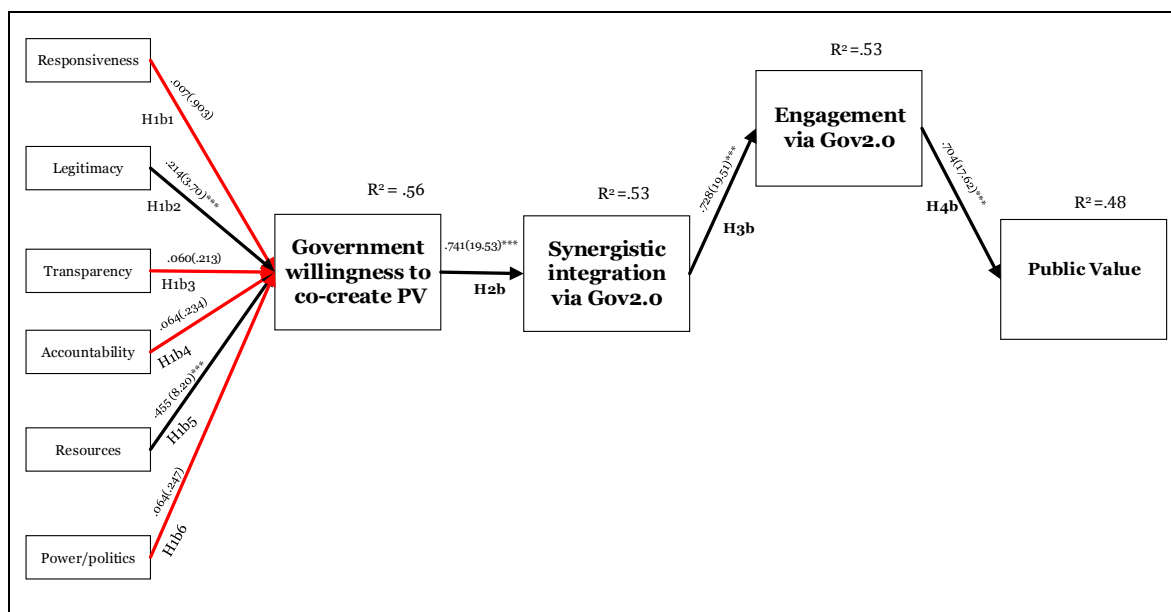 Responsiveness
.007(.903)
H1b1
Legitimacy
.214(3.70)***
H1b2
Transparency
.060(.213)
H1b3
Accountability
.064(.234)
H1b4
Resources
.455(8.20)***
H1b5
Power/politics
.064(.247)
H1b6
R² = .56
Government
willingness to
co-create PV
.741(19.53)***
H2b
R² =.53
Synergistic
integration
via Gov2.0
.728(19.51)***
H3b
R² =.53
Engagement
via Gov2.0
.704(17.62)***
H4b
R² =.48
Public Value